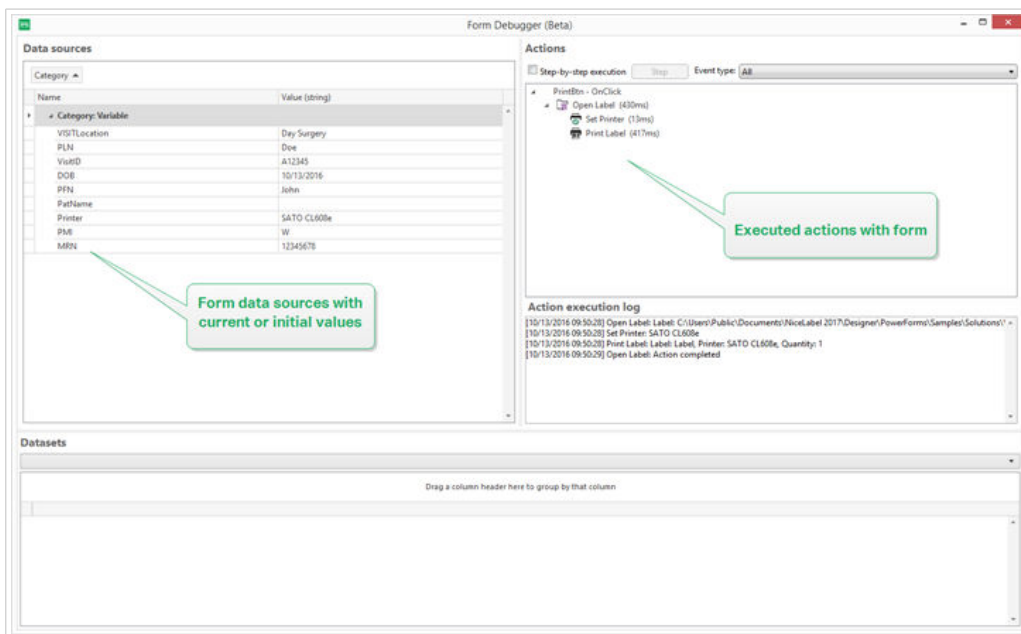 Form Debugger (Beta)
Data sources
Category
Name Value (string)
Category: Variable
VISITLocation Day Surgery
PLN Doe
VisitID A12345
DOB 10/13/2016
PFN John
PatName
Printer SATO CL608e
PMI W
MRN 12345678
Form data sources with
current or initial values
Actions
Step-by-step execution Step Event type: All
PrintBtn - OnClick
Open Label (430ms)
Set Printer (13ms)
Print Label (417ms)
Executed actions with form
Action execution log
[10/13/2016 09:50:28] Open Label: Label: C:\Users\Public\Documents\NiceLabel 2017\Designer\PowerForms\Samples\Solutions\
[10/13/2016 09:50:28] Set Printer: SATO CL608e
[10/13/2016 09:50:28] Print Label: Label: Label, Printer: SATO CL608e, Quantity: 1
[10/13/2016 09:50:29] Open Label: Action completed
Datasets
Drag a column header here to group by that column